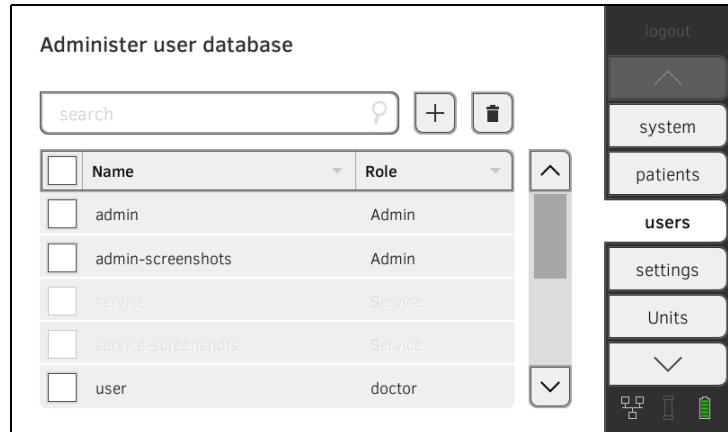 Administer user database
search
Name Role
admin Admin
admin-screenshots Admin
service Service
service-screenshots Service
user doctor
logout
system
patients
users
settings
Units